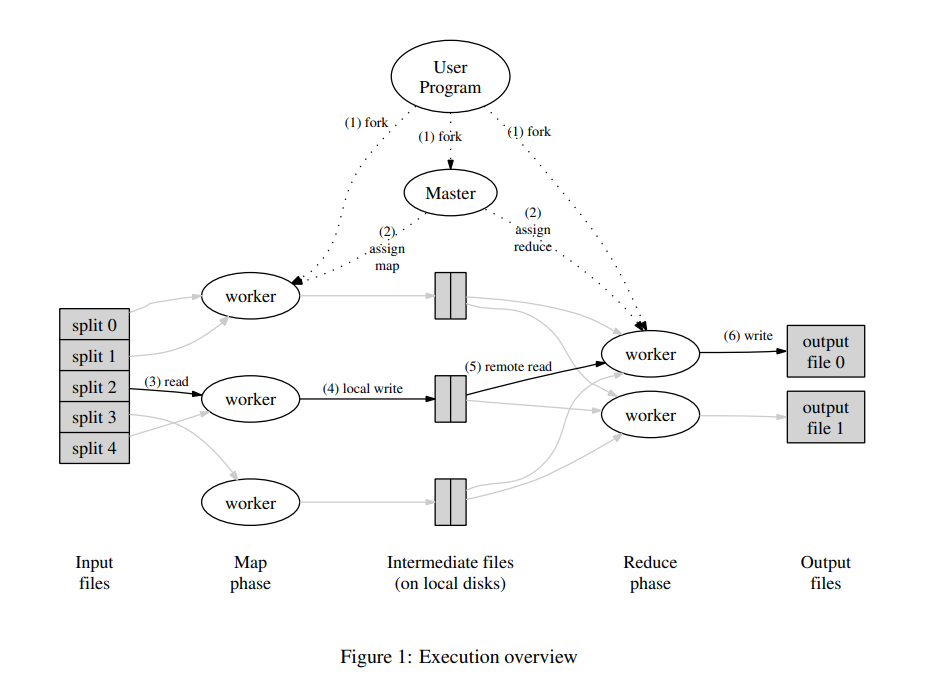 User
Program
(1) fork
(1) fork
(1) fork
Master
(2)
assign
map
(2)
assign
reduce
worker
split 0
split 1
split 2
split 3
split 4
(3) read
worker
(4) local write
(5) remote read
worker
(6) write
output
file 0
worker
output
file 1
worker
Input
files
Map
phase
Intermediate files
(on local disks)
Reduce
phase
Output
files
Figure 1: Execution overview